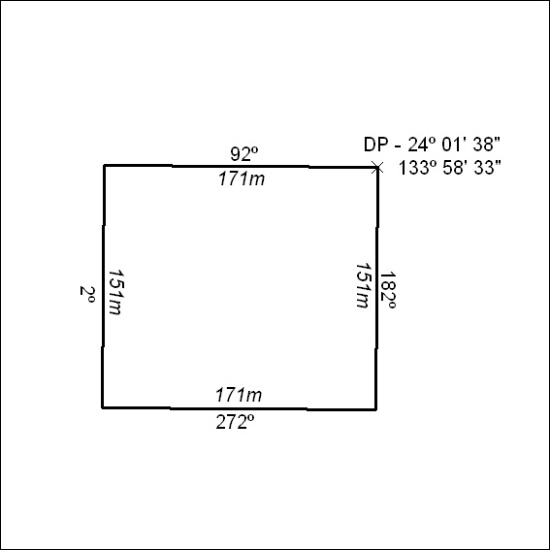 DP - 24º 01' 38"
92º
133º 58' 33"
171m
151m
2º
151m
182º
171m
272º